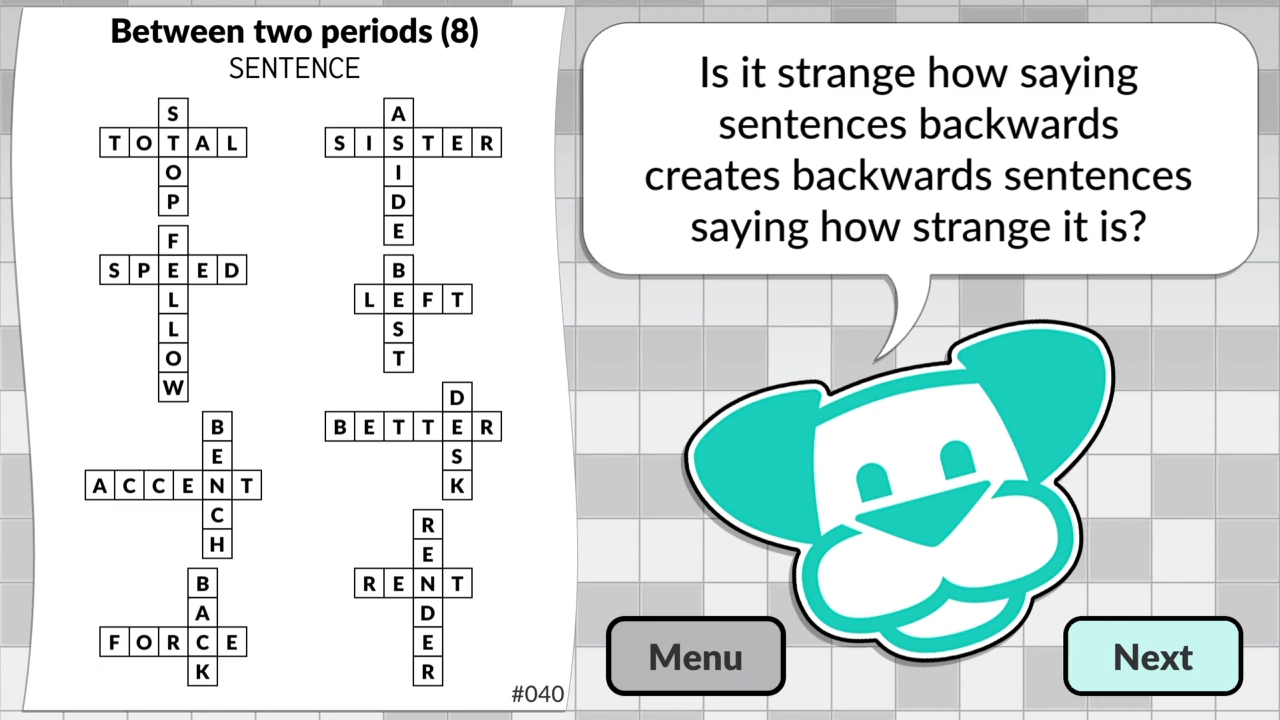 Between two periods (8)
SENTENCE
S
TOTAL
O
P
F
SPEED
L
L
O
W
B
E
ACCENT
C
H
B
A
FORCE
K
A
SISTER
I
D
E
B
LEFT
S
T
D
BETTER
S
K
R
E
RENT
D
E
R
#040
Is it strange how saying
sentences backwards
creates backwards sentences
saying how strange it is?
Menu
Next